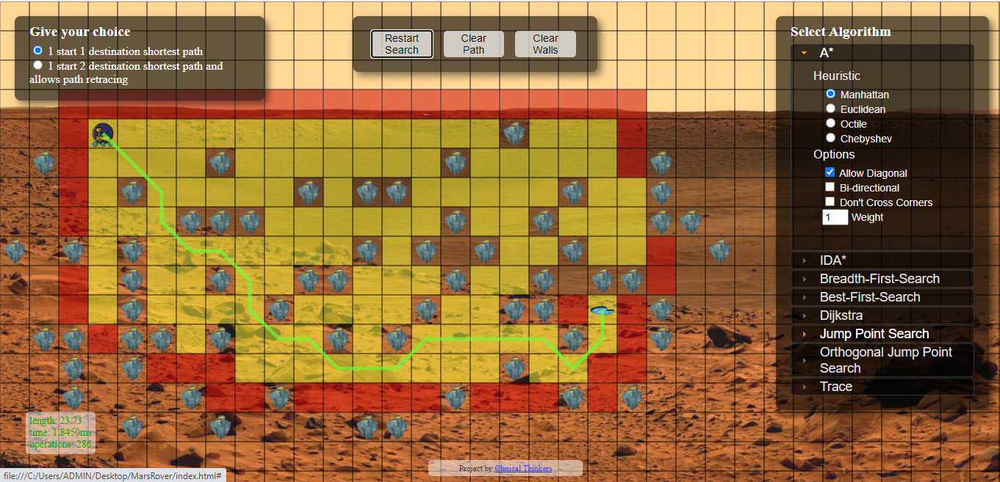 Give your choice
1 start 1 destination shortest path
1 start 2 destination shortest path and
allows path retracing
Restart
Search
Clear
Path
Clear
Walls
Select Algorithm
A*
Heuristic
Manhattan
Euclidean
Octile
Chebyshev
Options
Allow Diagonal
Bi-directional
Don't Cross Corners
1 Weight
IDA*
Breadth-First-Search
Best-First-Search
Dijkstra
Jump Point Search
Orthogonal Jump Point
Search
Trace
length: 23.73
time: 1.8450ms
operations: 286
Project by Clinical Thinkers
file:///C:/Users/ADMIN/Desktop/MarsRover/index.html#